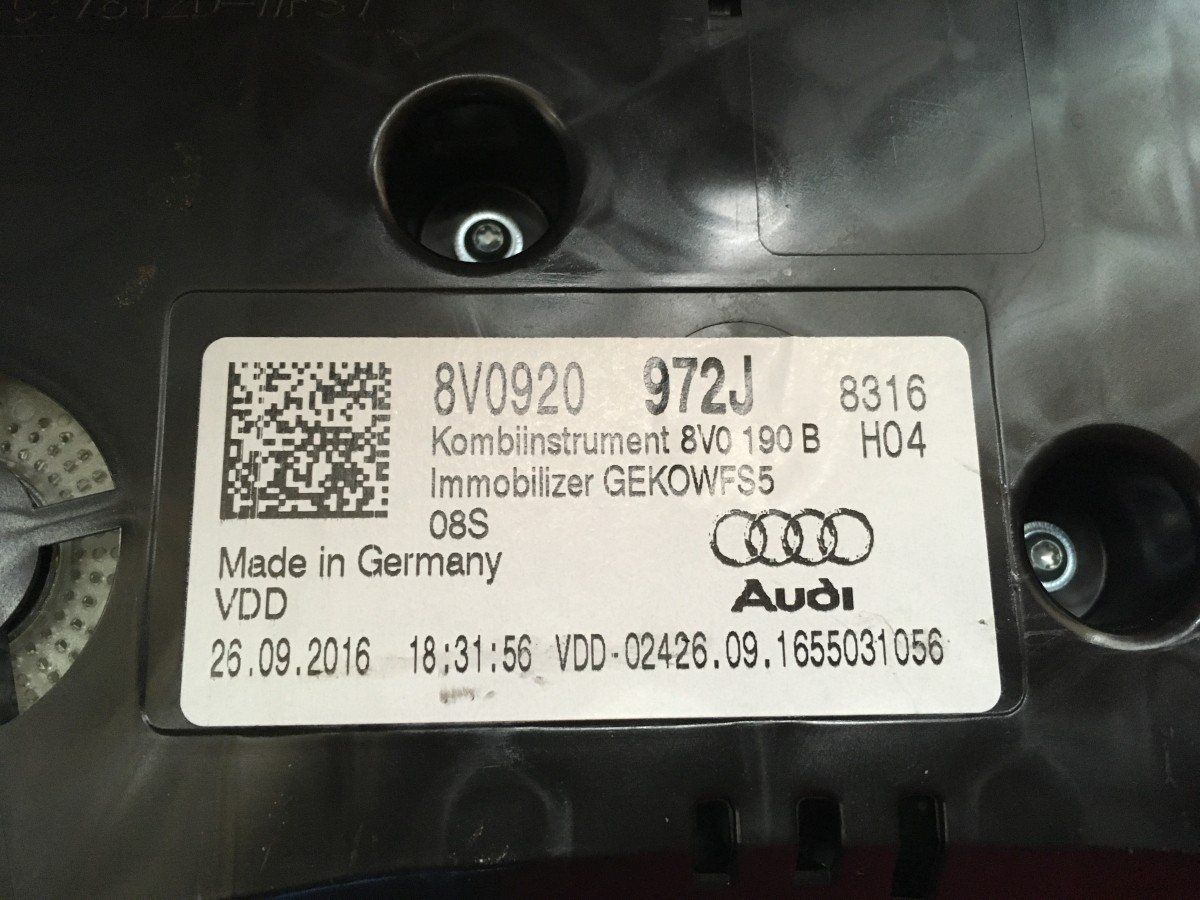 8V0920 972J 8316
Kombiinstrument 8V0 190 B H04
Immobilizer GEKOWFS5
08S
Made in Germany
VDD
Audi
26.09.2016 18:31:56 VDD-02426.09.1655031056